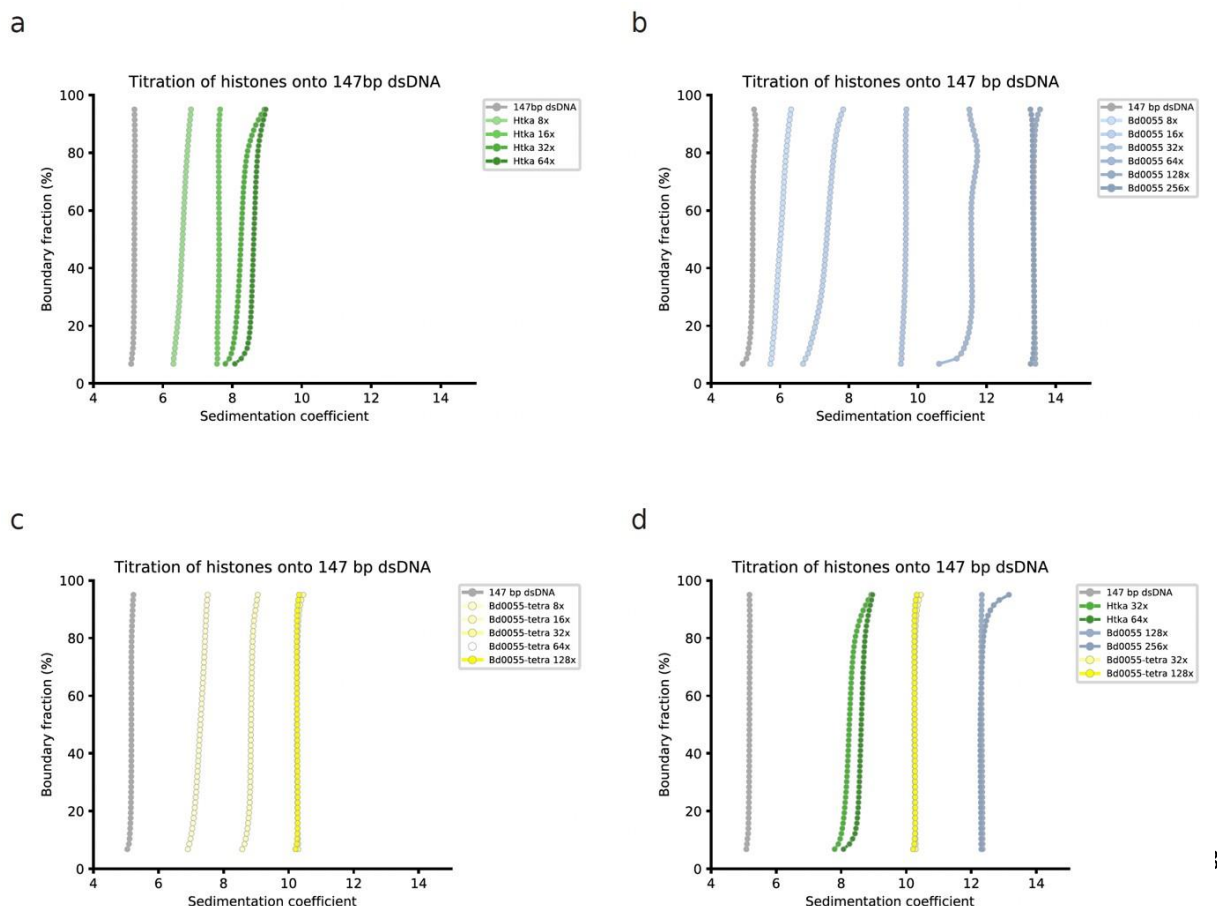 a
Titration of histones onto 147bp dsDNA
Boundary fraction (%)
100
80
60
40
20
0
4 6 8 10 12 14
Sedimentation coefficient
147bp dsDNA
Htka 8x
Htka 16x
Htka 32x
Htka 64x
b
Titration of histones onto 147 bp dsDNA
Boundary fraction (%)
100
80
60
40
20
0
4 6 8 10 12 14
Sedimentation coefficient
147 bp dsDNA
Bd0055 8x
Bd0055 16x
Bd0055 32x
Bd0055 64x
Bd0055 128x
Bd0055 256x
c
Titration of histones onto 147 bp dsDNA
Boundary fraction (%)
100
80
60
40
20
0
4 6 8 10 12 14
Sedimentation coefficient
147 bp dsDNA
Bd0055-tetra 8x
Bd0055-tetra 16x
Bd0055-tetra 32x
Bd0055-tetra 64x
Bd0055-tetra 128x
d
Titration of histones onto 147 bp dsDNA
Boundary fraction (%)
100
80
60
40
20
0
4 6 8 10 12 14
Sedimentation coefficient
147 bp dsDNA
Htka 32x
Htka 64x
Bd0055 128x
Bd0055 256x
Bd0055-tetra 32x
Bd0055-tetra 128x